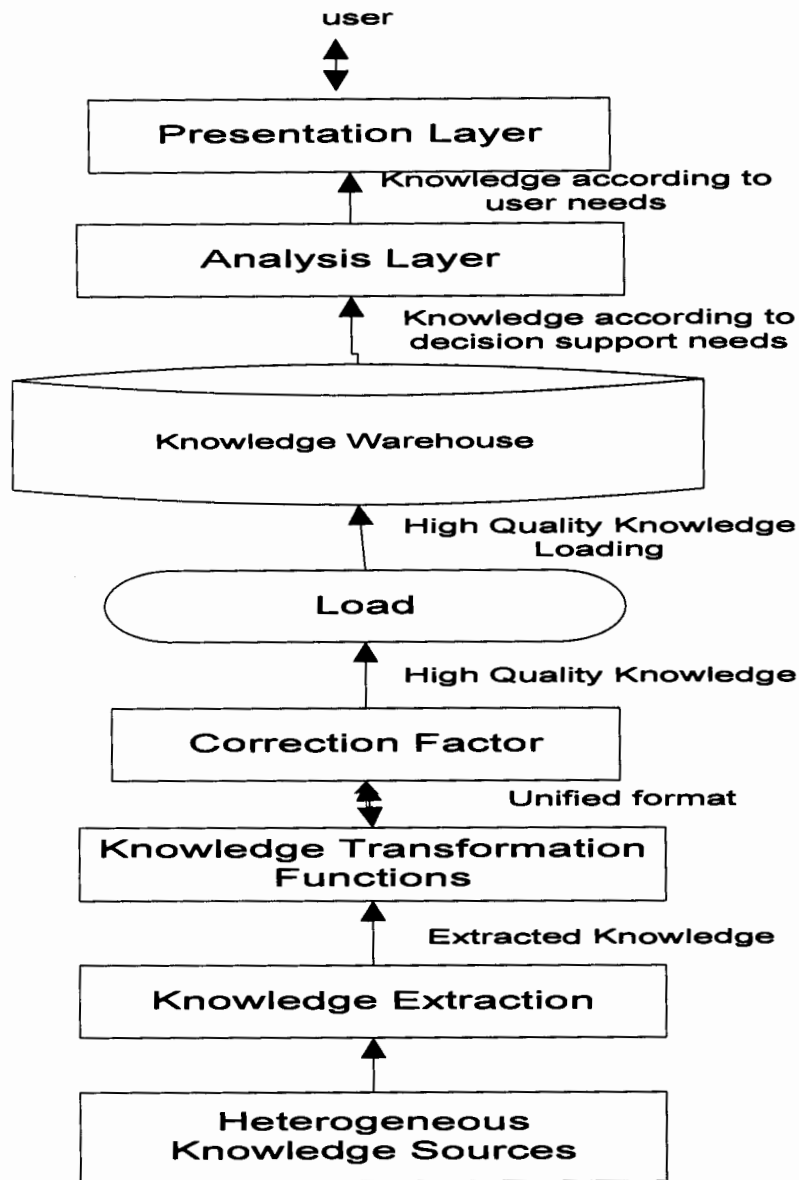 user
Presentation Layer
Knowledge according to
user needs
Analysis Layer
Knowledge according to
decision support needs
Knowledge Warehouse
High Quality Knowledge
Loading
Load
High Quality Knowledge
Correction Factor
Unified format
Knowledge Transformation
Functions
Extracted Knowledge
Knowledge Extraction
Heterogeneous
Knowledge Sources